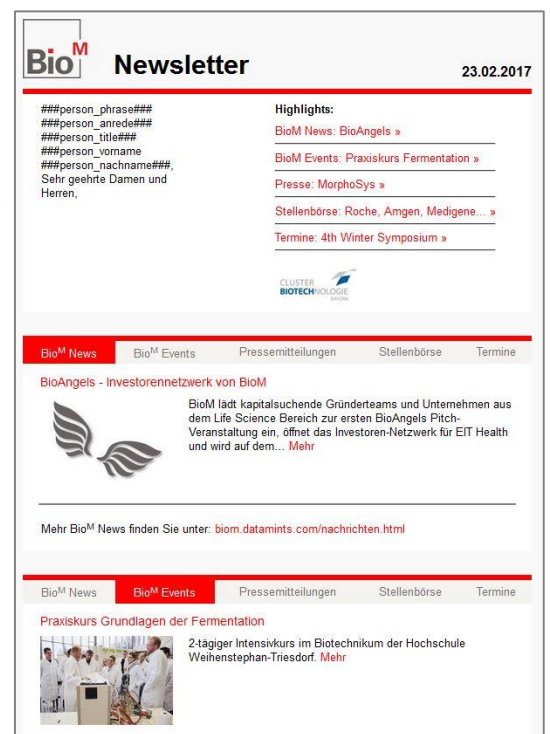 BioM
Newsletter
23.02.2017
###person_phrase###
###person_anrede###
###person_title###
###person_vorname
###person_nachname###,
Sehr geehrte Damen und
Herren,
Highlights:
BioM News: BioAngels »
BioM Events: Praxiskurs Fermentation »
Presse: MorphoSys »
Stellenbörse: Roche, Amgen, Medigene... »
Termine: 4th Winter Symposium »
CLUSTER
BIOTECHNOLOGIE
BAYERN
BioM News BioM Events Pressemitteilungen Stellenbörse Termine
BioAngels - Investorennetzwerk von BioM
BioM lädt kapitalsuchende Gründerteams und Unternehmen aus
dem Life Science Bereich zur ersten BioAngels Pitch-
Veranstaltung ein, öffnet das Investoren-Netzwerk für EIT Health
und wird auf dem... Mehr
Mehr BioM News finden Sie unter: biom.datamints.com/nachrichten.html
BioM News BioM Events Pressemitteilungen Stellenbörse Termine
Praxiskurs Grundlagen der Fermentation
2-tägiger Intensivkurs im Biotechnikum der Hochschule
Weihenstephan-Triesdorf. Mehr